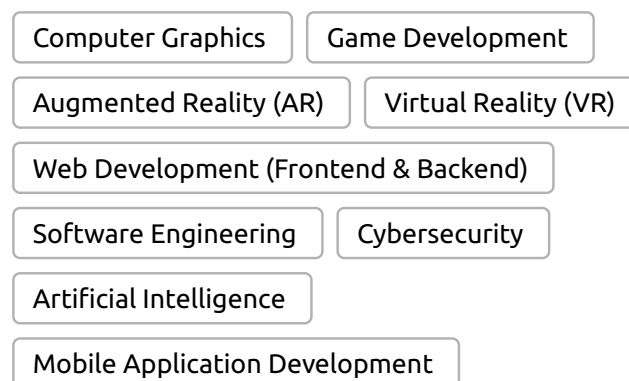 Computer Graphics Game Development
Augmented Reality (AR) Virtual Reality (VR)
Web Development (Frontend & Backend)
Software Engineering Cybersecurity
Artificial Intelligence
Mobile Application Development